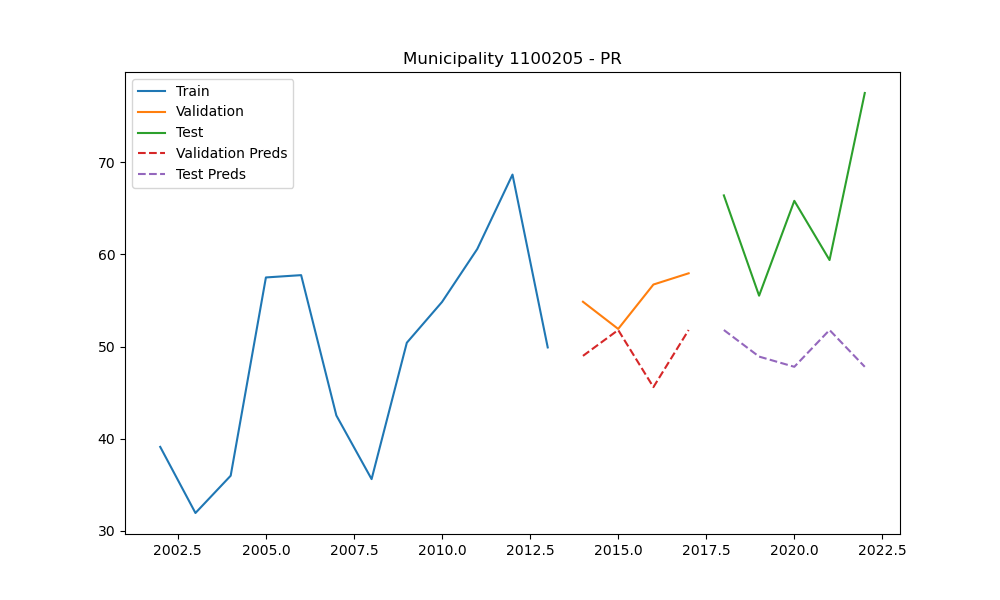 Municipality 1100205 - PR
Train
Validation
Test
Validation Preds
Test Preds
70
60
50
40
30
2002.5 2005.0 2007.5 2010.0 2012.5 2015.0 2017.5 2020.0 2022.5